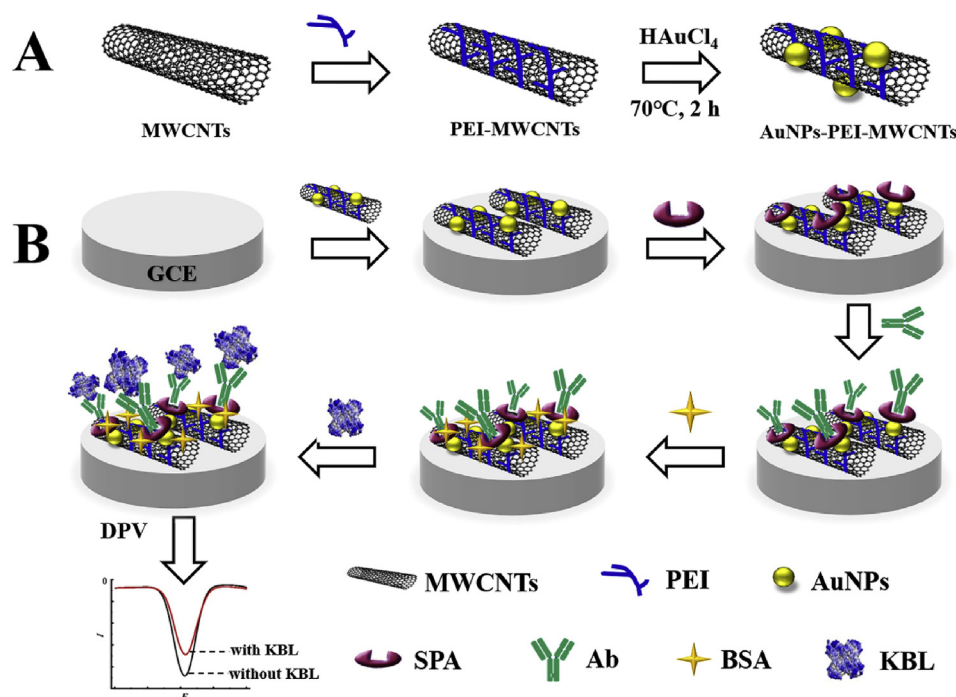 A
HAuCl₄
70°C, 2 h
MWCNTs
PEI-MWCNTs
AuNPs-PEI-MWCNTs
B
GCE
DPV
0
I
with KBL
without KBL
E
MWCNTs
PEI
AuNPs
SPA
Ab
BSA
KBL